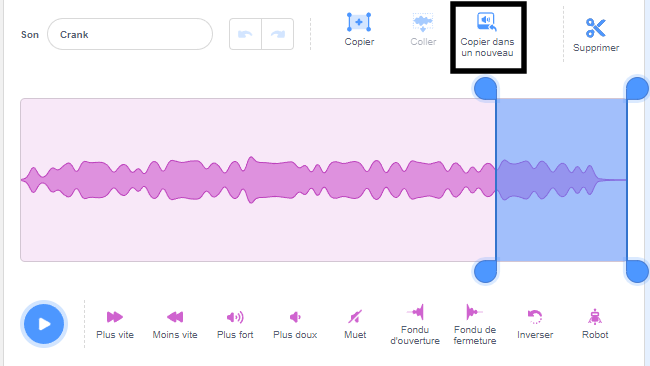 Son
Crank
Copier
Coller
Copier dans
un nouveau
Supprimer
Plus vite
Moins vite
Plus fort
Plus doux
Muet
Fondu
d'ouverture
Fondu de
fermeture
Inverser
Robot